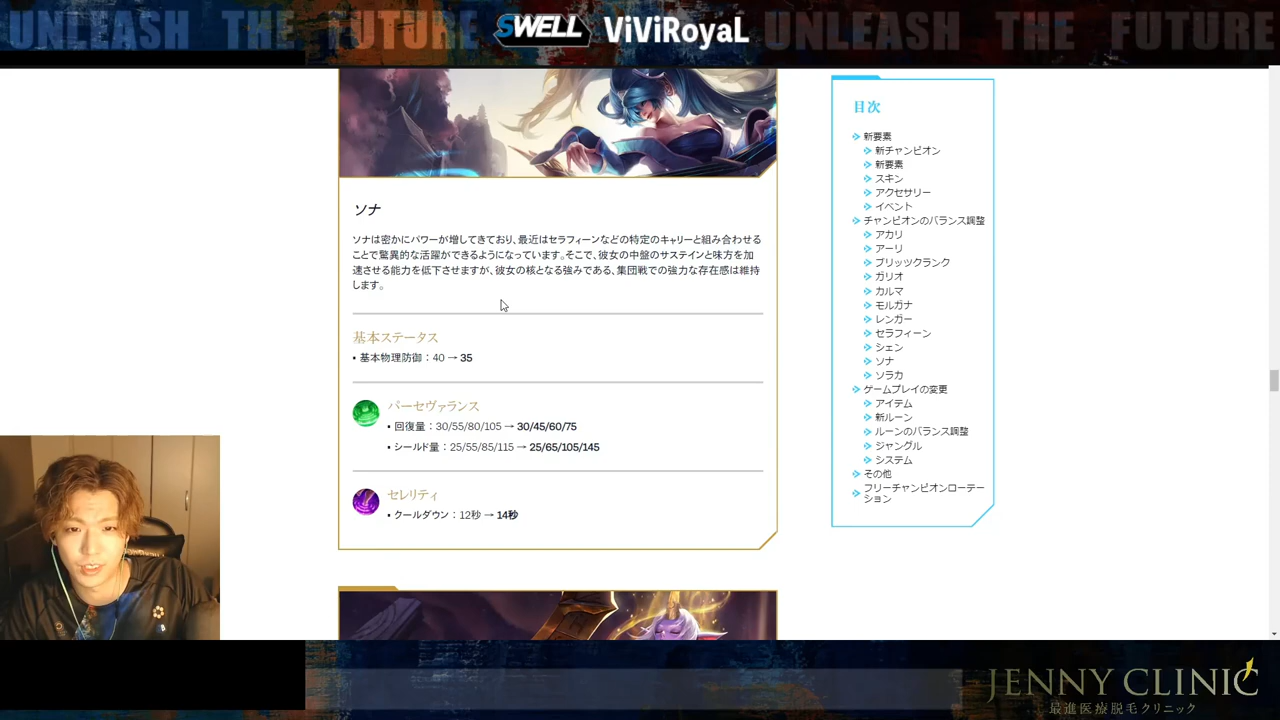 UNLEASH THE FUTURE
SWELL
ViViRoyaL
UNLEASH THE FUTURE
ソナ
ソナは密かにパワーが増してきており、最近はセラフィーンなどの特定のキャリーと組み合わせる
ことで驚異的な活躍ができるようになっています。そこで、彼女の中盤のサステインと味方を加
速させる能力を低下させますが、彼女の核となる強みである、集団戦での強力な存在感は維持
します。
基本ステータス
• 基本物理防御：40 → 35
パーセヴァランス
• 回復量：30/55/80/105 → 30/45/60/75
• シールド量：25/55/85/115 → 25/65/105/145
セレリティ
• クールダウン：12秒 → 14秒
目次
新要素
新チャンピオン
新要素
スキン
アクセサリー
イベント
チャンピオンのバランス調整
アカリ
アーリ
ブリッツクランク
ガリオ
カルマ
モルガナ
レンガー
セラフィーン
シェン
ソナ
ソラカ
ゲームプレイの変更
アイテム
新ルーン
ルーンのバランス調整
ジャングル
システム
その他
フリーチャンピオンローテー
ション
JENNY CLINIC
最進医療脱毛クリニック